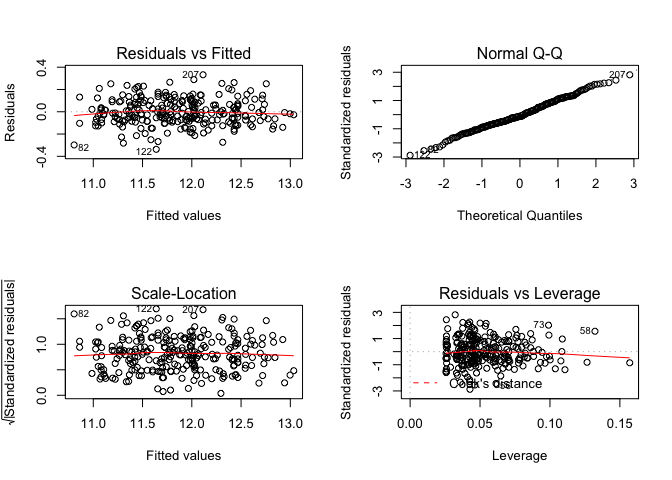 Residuals vs Fitted
Residuals
0.4
0.0
-0.4
207
82
122
11.0 11.5 12.0 12.5 13.0
Fitted values
Normal Q-Q
Standardized residuals
3
1
-1
-3
207
122
-3 -2 -1 0 1 2 3
Theoretical Quantiles
Scale-Location
√|Standardized residuals|
1.0
0.0
82
122
207
11.0 11.5 12.0 12.5 13.0
Fitted values
Residuals vs Leverage
Standardized residuals
3
1
-1
-3
73
58
Cook's distance
0.00 0.05 0.10 0.15
Leverage